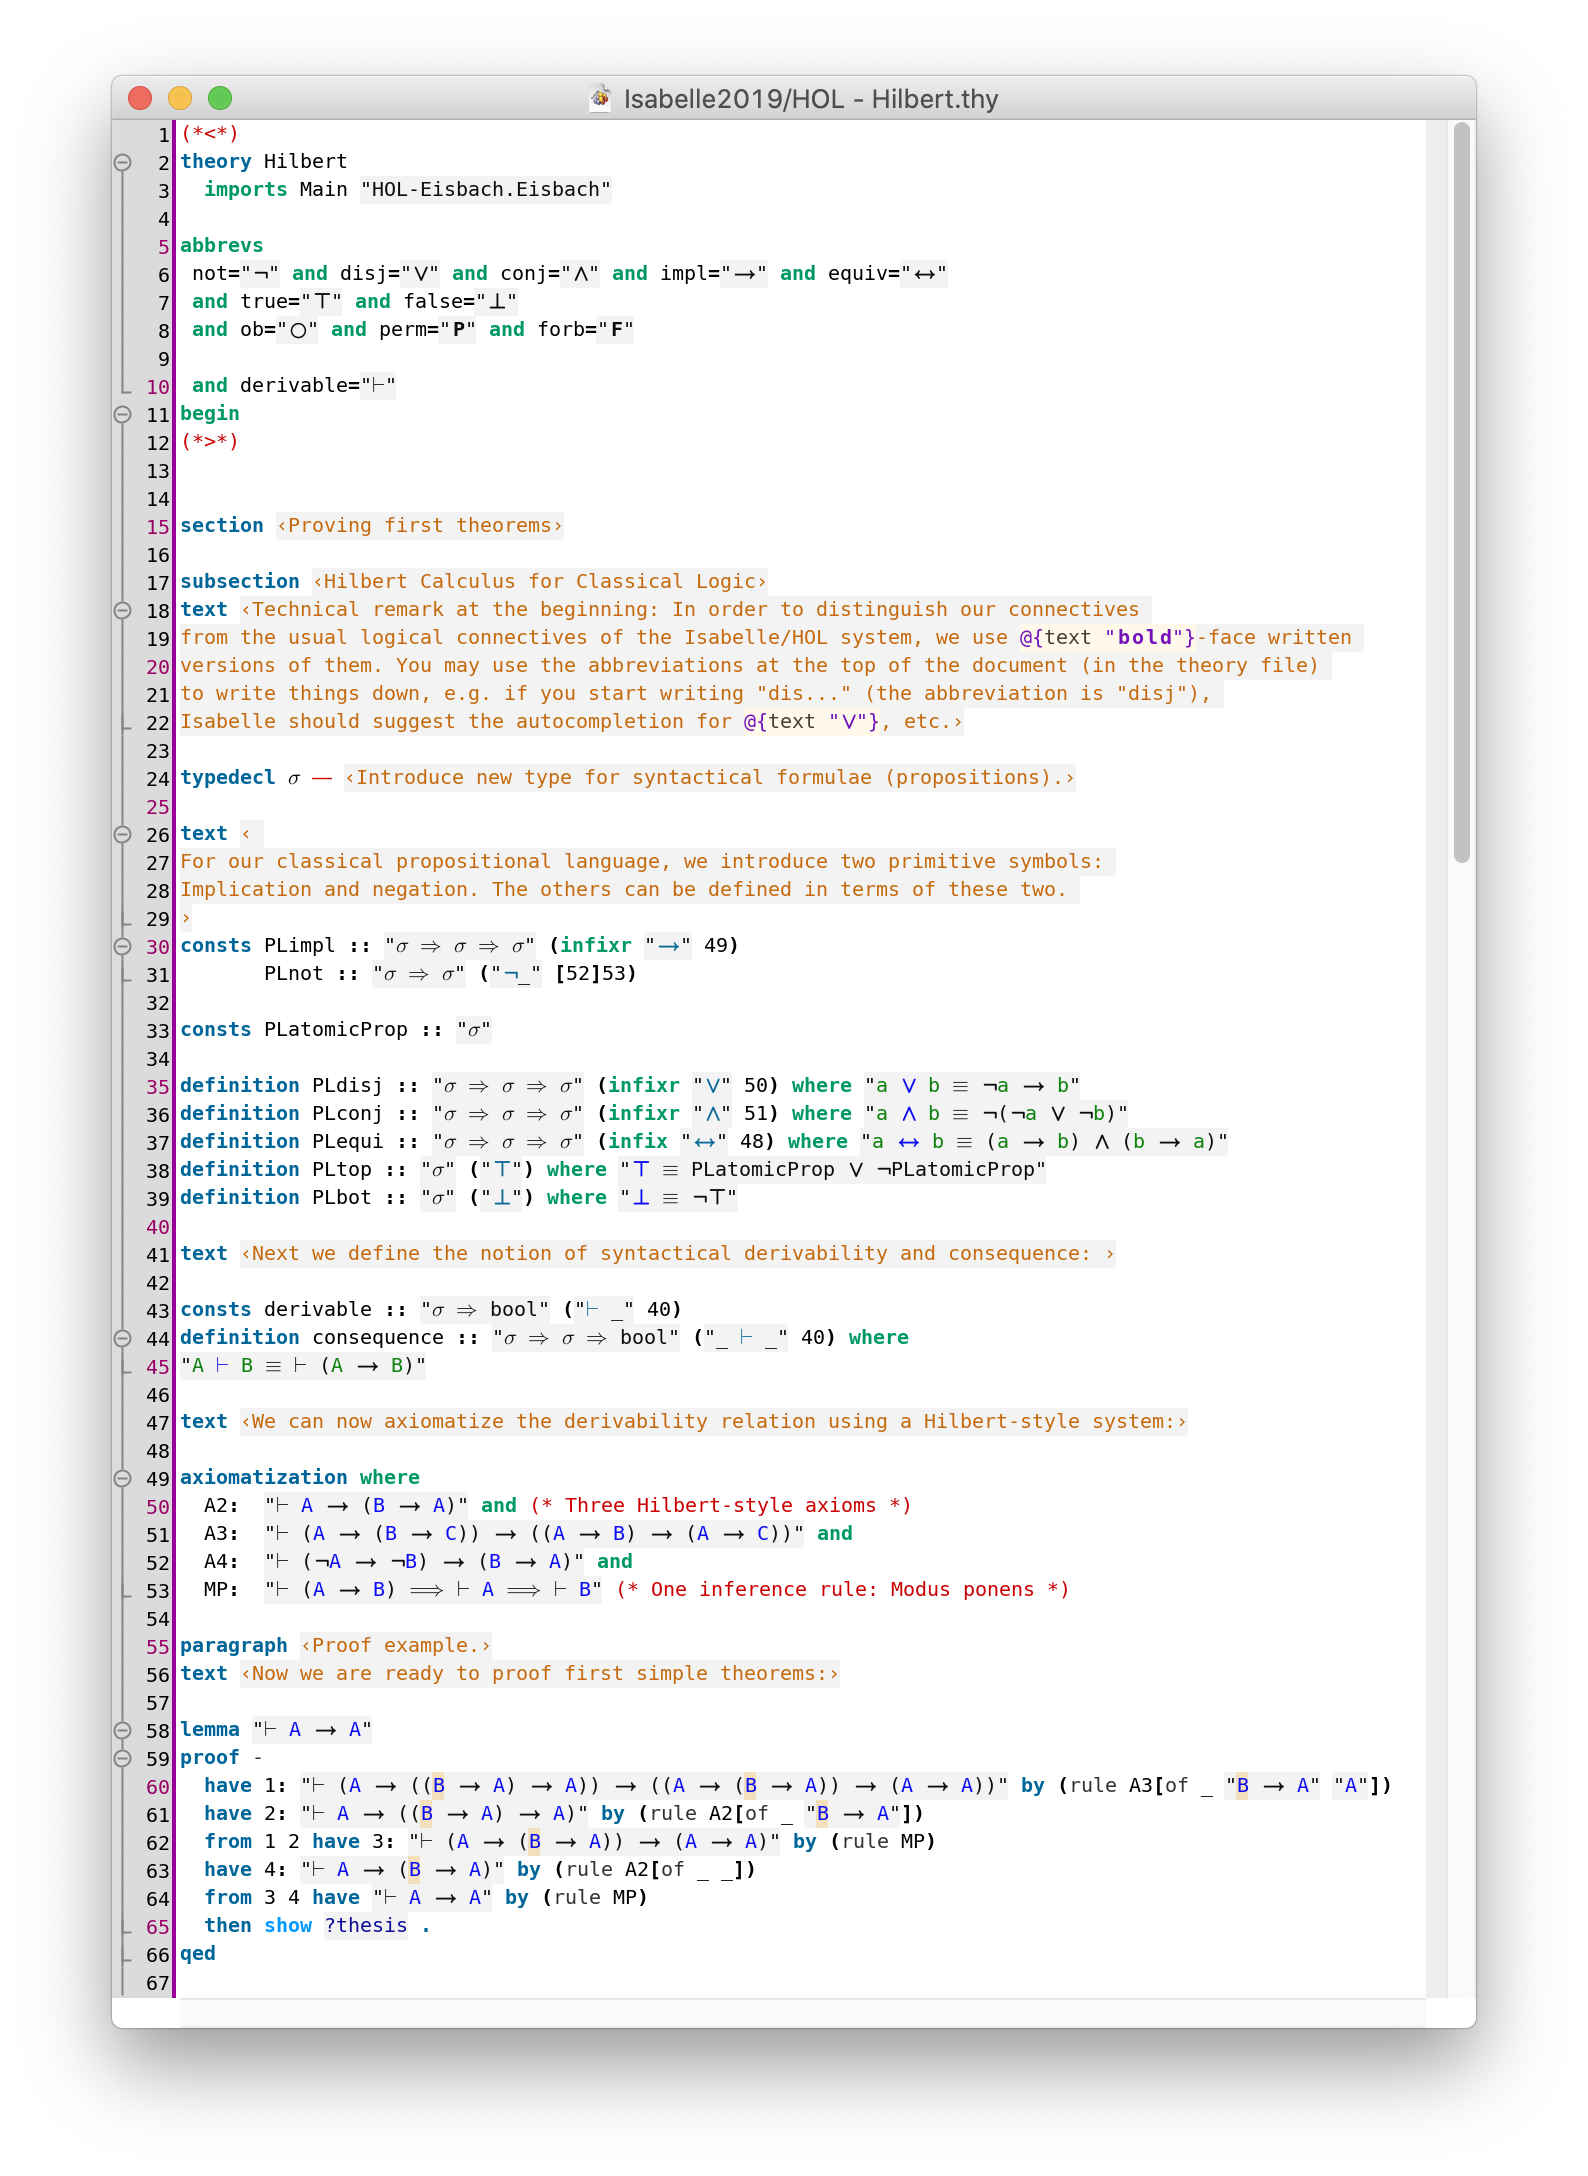 Isabelle2019/HOL - Hilbert.thy
1 (*<*)
2 theory Hilbert
3 imports Main "HOL-Eisbach.Eisbach"
4
5 abbrevs
6 not="¬" and disj="∨" and conj="∧" and impl="⟶" and equiv="⟷"
7 and true="⊤" and false="⊥"
8 and ob="○" and perm="P" and forb="F"
9
10 and derivable="⊢"
11 begin
12 (*>*)
13
14
15 section ‹Proving first theorems›
16
17 subsection ‹Hilbert Calculus for Classical Logic›
18 text ‹Technical remark at the beginning: In order to distinguish our connectives
19 from the usual logical connectives of the Isabelle/HOL system, we use @{text "bold"}-face written
20 versions of them. You may use the abbreviations at the top of the document (in the theory file)
21 to write things down, e.g. if you start writing "dis..." (the abbreviation is "disj"),
22 Isabelle should suggest the autocompletion for @{text "∨"}, etc.›
23
24 typedecl σ — ‹Introduce new type for syntactical formulae (propositions).›
25
26 text ‹
27 For our classical propositional language, we introduce two primitive symbols:
28 Implication and negation. The others can be defined in terms of these two.
29 ›
30 consts PLimpl :: "σ ⇒ σ ⇒ σ" (infixr "⟶" 49)
31 PLnot :: "σ ⇒ σ" ("¬_" [52]53)
32
33 consts PLatomicProp :: "σ"
34
35 definition PLdisj :: "σ ⇒ σ ⇒ σ" (infixr "∨" 50) where "a ∨ b ≡ ¬a ⟶ b"
36 definition PLconj :: "σ ⇒ σ ⇒ σ" (infixr "∧" 51) where "a ∧ b ≡ ¬(¬a ∨ ¬b)"
37 definition PLequi :: "σ ⇒ σ ⇒ σ" (infix "⟷" 48) where "a ⟷ b ≡ (a ⟶ b) ∧ (b ⟶ a)"
38 definition PLtop :: "σ" ("⊤") where "⊤ ≡ PLatomicProp ∨ ¬PLatomicProp"
39 definition PLbot :: "σ" ("⊥") where "⊥ ≡ ¬⊤"
40
41 text ‹Next we define the notion of syntactical derivability and consequence: ›
42
43 consts derivable :: "σ ⇒ bool" ("⊢ _" 40)
44 definition consequence :: "σ ⇒ σ ⇒ bool" ("_ ⊢ _" 40) where
45 "A ⊢ B ≡ ⊢ (A ⟶ B)"
46
47 text ‹We can now axiomatize the derivability relation using a Hilbert-style system:›
48
49 axiomatization where
50 A2: "⊢ A ⟶ (B ⟶ A)" and (* Three Hilbert-style axioms *)
51 A3: "⊢ (A ⟶ (B ⟶ C)) ⟶ ((A ⟶ B) ⟶ (A ⟶ C))" and
52 A4: "⊢ (¬A ⟶ ¬B) ⟶ (B ⟶ A)" and
53 MP: "⊢ (A ⟶ B) ⟹ ⊢ A ⟹ ⊢ B" (* One inference rule: Modus ponens *)
54
55 paragraph ‹Proof example.›
56 text ‹Now we are ready to proof first simple theorems:›
57
58 lemma "⊢ A ⟶ A"
59 proof -
60 have 1: "⊢ (A ⟶ ((B ⟶ A) ⟶ A)) ⟶ ((A ⟶ (B ⟶ A)) ⟶ (A ⟶ A))" by (rule A3[of _ "B ⟶ A" "A"])
61 have 2: "⊢ A ⟶ ((B ⟶ A) ⟶ A)" by (rule A2[of _ "B ⟶ A"])
62 from 1 2 have 3: "⊢ (A ⟶ (B ⟶ A)) ⟶ (A ⟶ A)" by (rule MP)
63 have 4: "⊢ A ⟶ (B ⟶ A)" by (rule A2[of _ _])
64 from 3 4 have "⊢ A ⟶ A" by (rule MP)
65 then show ?thesis .
66 qed
67